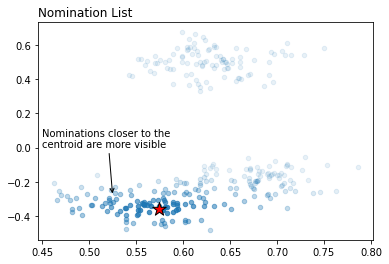 Nomination List
0.6
0.4
0.2
0.0
−0.2
−0.4
Nominations closer to the
centroid are more visible
0.45 0.50 0.55 0.60 0.65 0.70 0.75 0.80